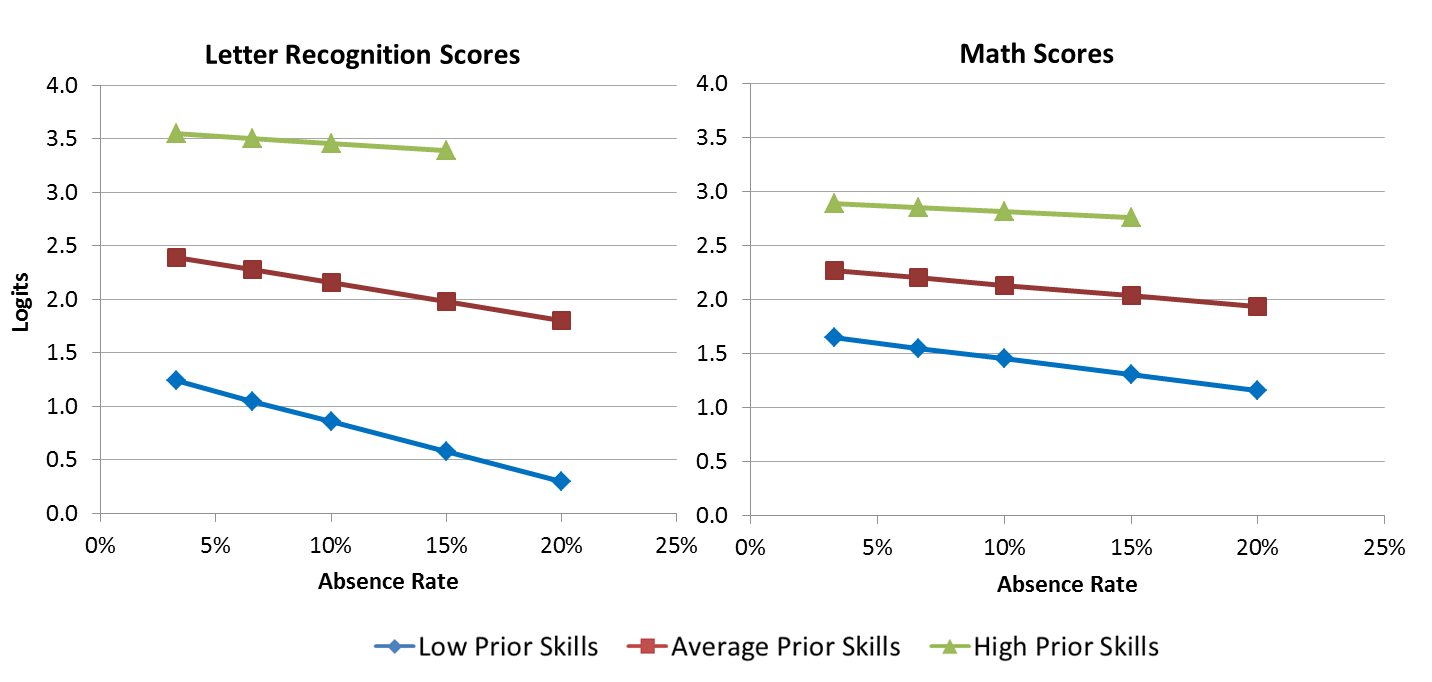 Letter Recognition Scores
4.0
3.5
3.0
2.5
2.0
1.5
1.0
0.5
0.0
Logits
0% 5% 10% 15% 20% 25%
Absence Rate
Math Scores
4.0
3.5
3.0
2.5
2.0
1.5
1.0
0.5
0.0
0% 5% 10% 15% 20% 25%
Absence Rate
Low Prior Skills Average Prior Skills High Prior Skills